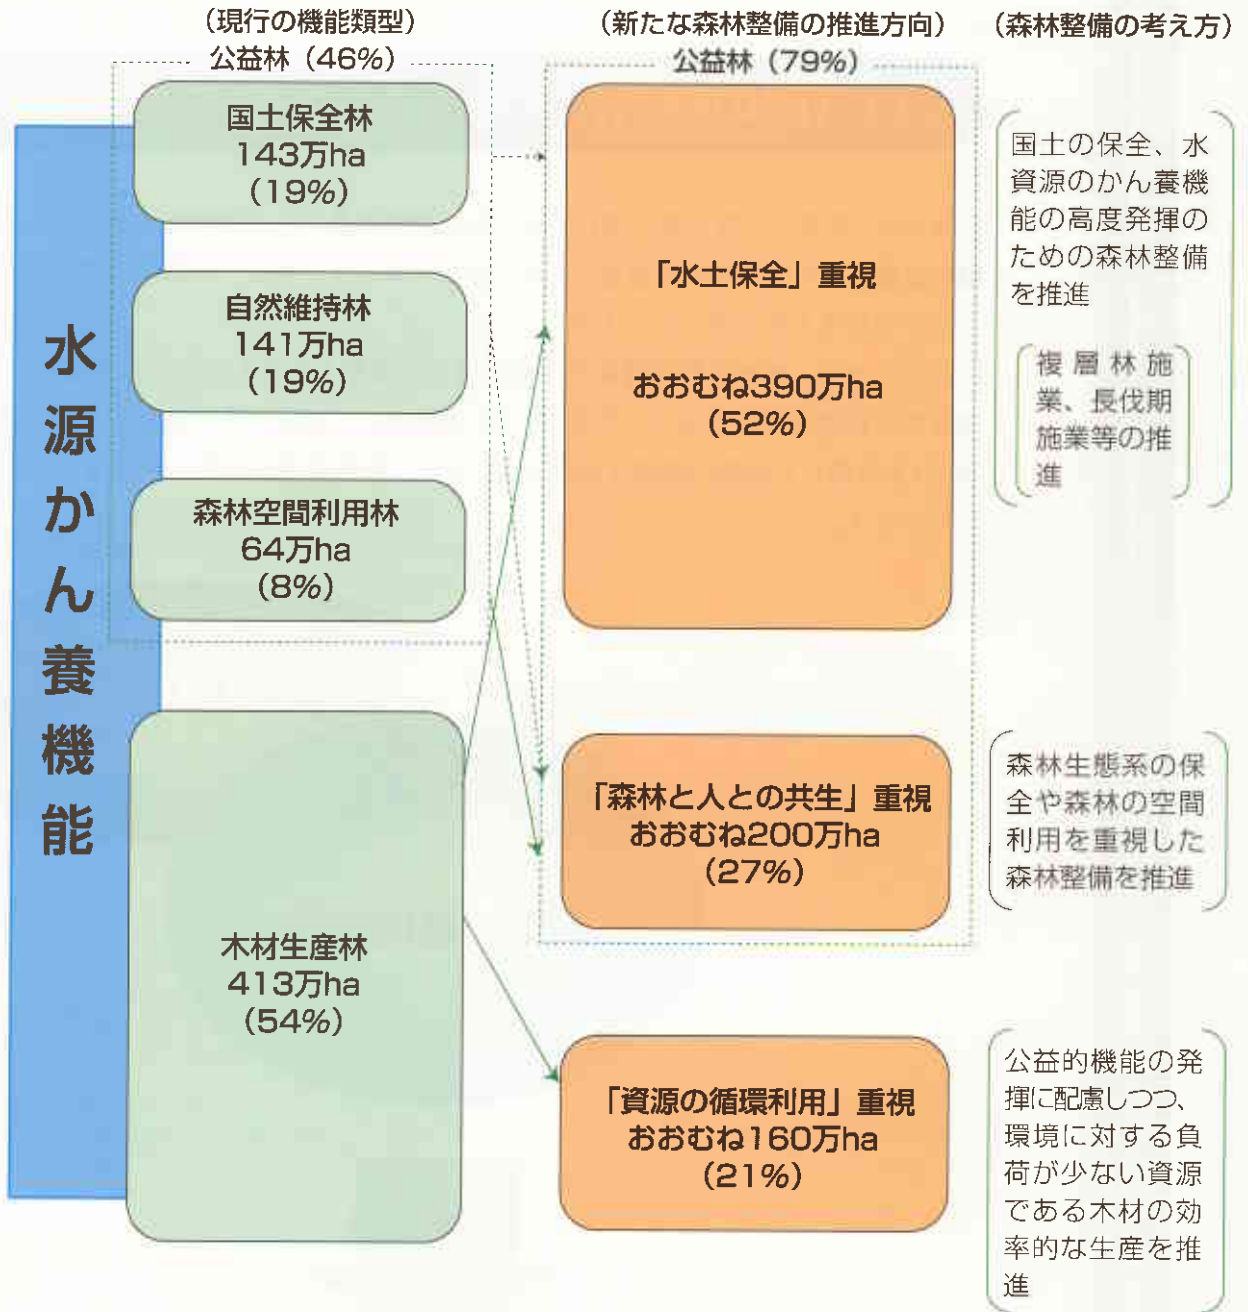 (現行の機能類型)
公益林(46%)
水源かん養機能
国土保全林
143万ha
(19%)
自然維持林
141万ha
(19%)
森林空間利用林
64万ha
(8%)
木材生産林
413万ha
(54%)
(新たな森林整備の推進方向)
公益林(79%)
「水土保全」重視
おおむね390万ha
(52%)
「森林と人との共生」重視
おおむね200万ha
(27%)
「資源の循環利用」重視
おおむね160万ha
(21%)
(森林整備の考え方)
国土の保全、水
資源のかん養機
能の高度発揮の
ための森林整備
を推進
複層林施
業、長伐期
施業等の推
進
森林生態系の保
全や森林の空間
利用を重視した
森林整備を推進
公益的機能の発
揮に配慮しつつ、
環境に対する負
荷が少ない資源
である木材の効
率的な生産を推
進